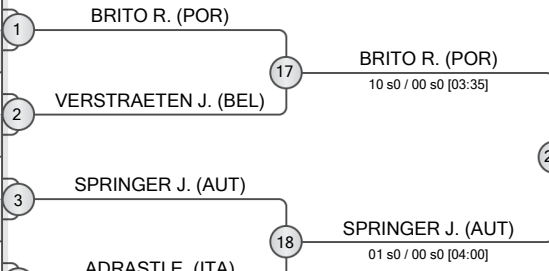 BRITO R. (POR)
1
17
BRITO R. (POR)
10 s0 / 00 s0 [03:35]
VERSTRAETEN J. (BEL)
2
SPRINGER J. (AUT)
3
18
SPRINGER J. (AUT)
01 s0 / 00 s0 [04:00]
(ITA)